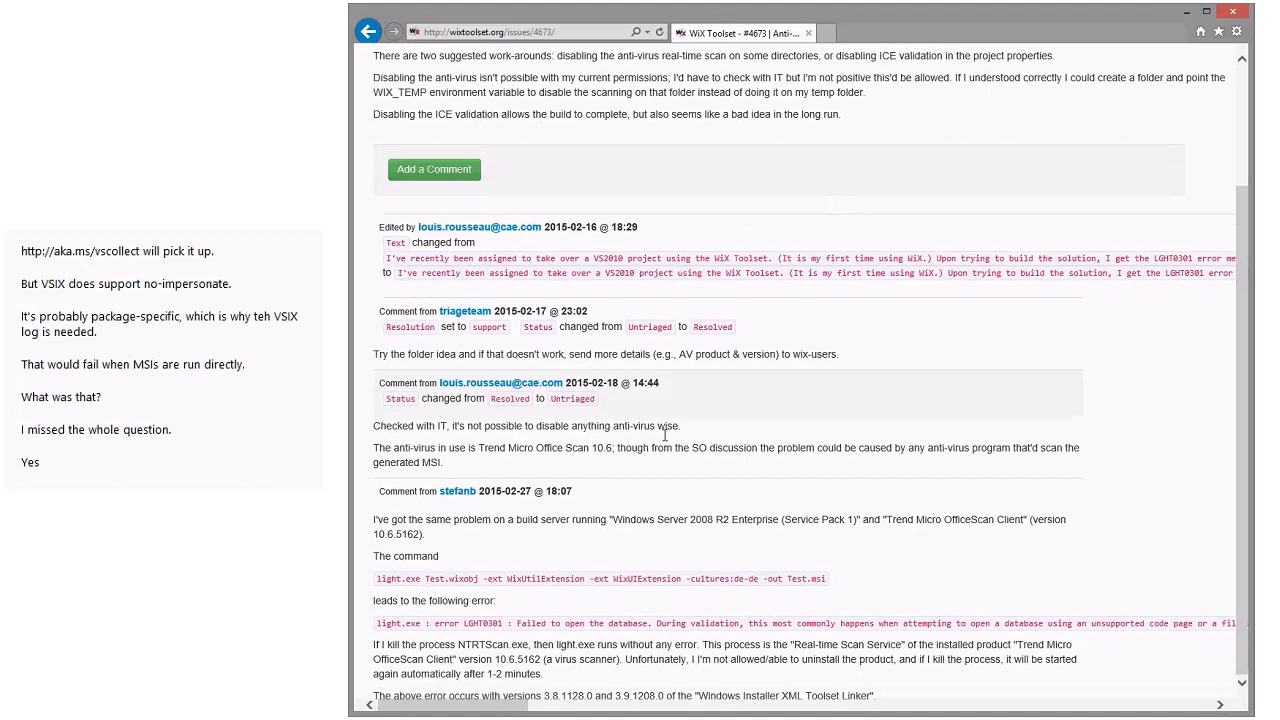 http://aka.ms/vscollect will pick it up.
But VSIX does support no-impersonate.
It's probably package-specific, which is why teh VSIX
log is needed.
That would fail when MSIs are run directly.
What was that?
I missed the whole question.
Yes
http://wixtoolset.org/issues/4673/
WiX Toolset - #4673 | Anti-...
There are two suggested work-arounds: disabling the anti-virus real-time scan on some directories, or disabling ICE validation in the project properties.
Disabling the anti-virus isn't possible with my current permissions; I'd have to check with IT but I'm not positive this'd be allowed. If I understood correctly I could create a folder and point the
WIX_TEMP environment variable to disable the scanning on that folder instead of doing it on my temp folder.
Disabling the ICE validation allows the build to complete, but also seems like a bad idea in the long run.
Add a Comment
Edited by louis.rousseau@cae.com 2015-02-16 @ 18:29
Text changed from
I've recently been assigned to take over a VS2010 project using the WiX Toolset. (It is my first time using WiX.) Upon trying to build the solution, I get the LGHT0301 error me
to I've recently been assigned to take over a VS2010 project using the WiX Toolset. (It is my first time using WiX.) Upon trying to build the solution, I get the LGHT0301 error
Comment from triageteam 2015-02-17 @ 23:02
Resolution set to support Status changed from Untriaged to Resolved
Try the folder idea and if that doesn't work, send more details (e.g., AV product & version) to wix-users.
Comment from louis.rousseau@cae.com 2015-02-18 @ 14:44
Status changed from Resolved to Untriaged
Checked with IT, it's not possible to disable anything anti-virus wise.
The anti-virus in use is Trend Micro Office Scan 10.6; though from the SO discussion the problem could be caused by any anti-virus program that'd scan the
generated MSI.
Comment from stefanb 2015-02-27 @ 18:07
I've got the same problem on a build server running "Windows Server 2008 R2 Enterprise (Service Pack 1)" and "Trend Micro OfficeScan Client" (version
10.6.5162).
The command
light.exe Test.wixobj -ext WixUtilExtension -ext WixUIExtension -cultures:de-de -out Test.msi
leads to the following error:
light.exe : error LGHT0301 : Failed to open the database. During validation, this most commonly happens when attempting to open a database using an unsupported code page or a fil
If I kill the process NTRTScan.exe, then light.exe runs without any error. This process is the "Real-time Scan Service" of the installed product "Trend Micro
OfficeScan Client" version 10.6.5162 (a virus scanner). Unfortunately, I I'm not allowed/able to uninstall the product, and if I kill the process, it will be started
again automatically after 1-2 minutes.
The above error occurs with versions 3.8.1128.0 and 3.9.1208.0 of the "Windows Installer XML Toolset Linker".